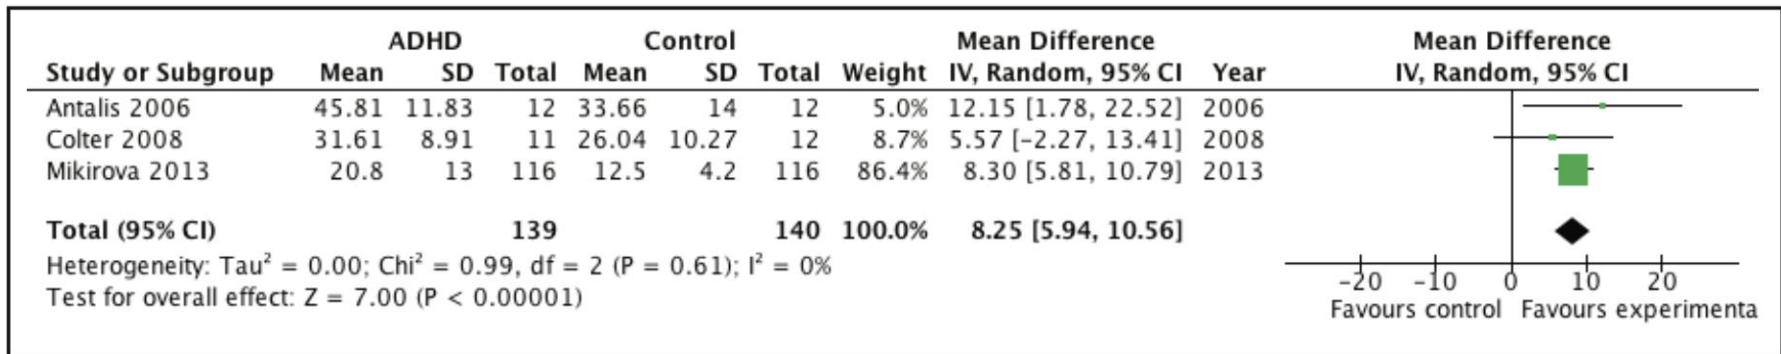 ADHD Control Mean Difference Mean Difference
Study or Subgroup Mean SD Total Mean SD Total Weight IV, Random, 95% CI Year IV, Random, 95% CI
Antalis 2006 45.81 11.83 12 33.66 14 12 5.0% 12.15 [1.78, 22.52] 2006
Colter 2008 31.61 8.91 11 26.04 10.27 12 8.7% 5.57 [−2.27, 13.41] 2008
Mikirova 2013 20.8 13 116 12.5 4.2 116 86.4% 8.30 [5.81, 10.79] 2013
Total (95% CI) 139 140 100.0% 8.25 [5.94, 10.56]
Heterogeneity: Tau² = 0.00; Chi² = 0.99, df = 2 (P = 0.61); I² = 0%
Test for overall effect: Z = 7.00 (P < 0.00001)
−20 −10 0 10 20
Favours control Favours experimenta